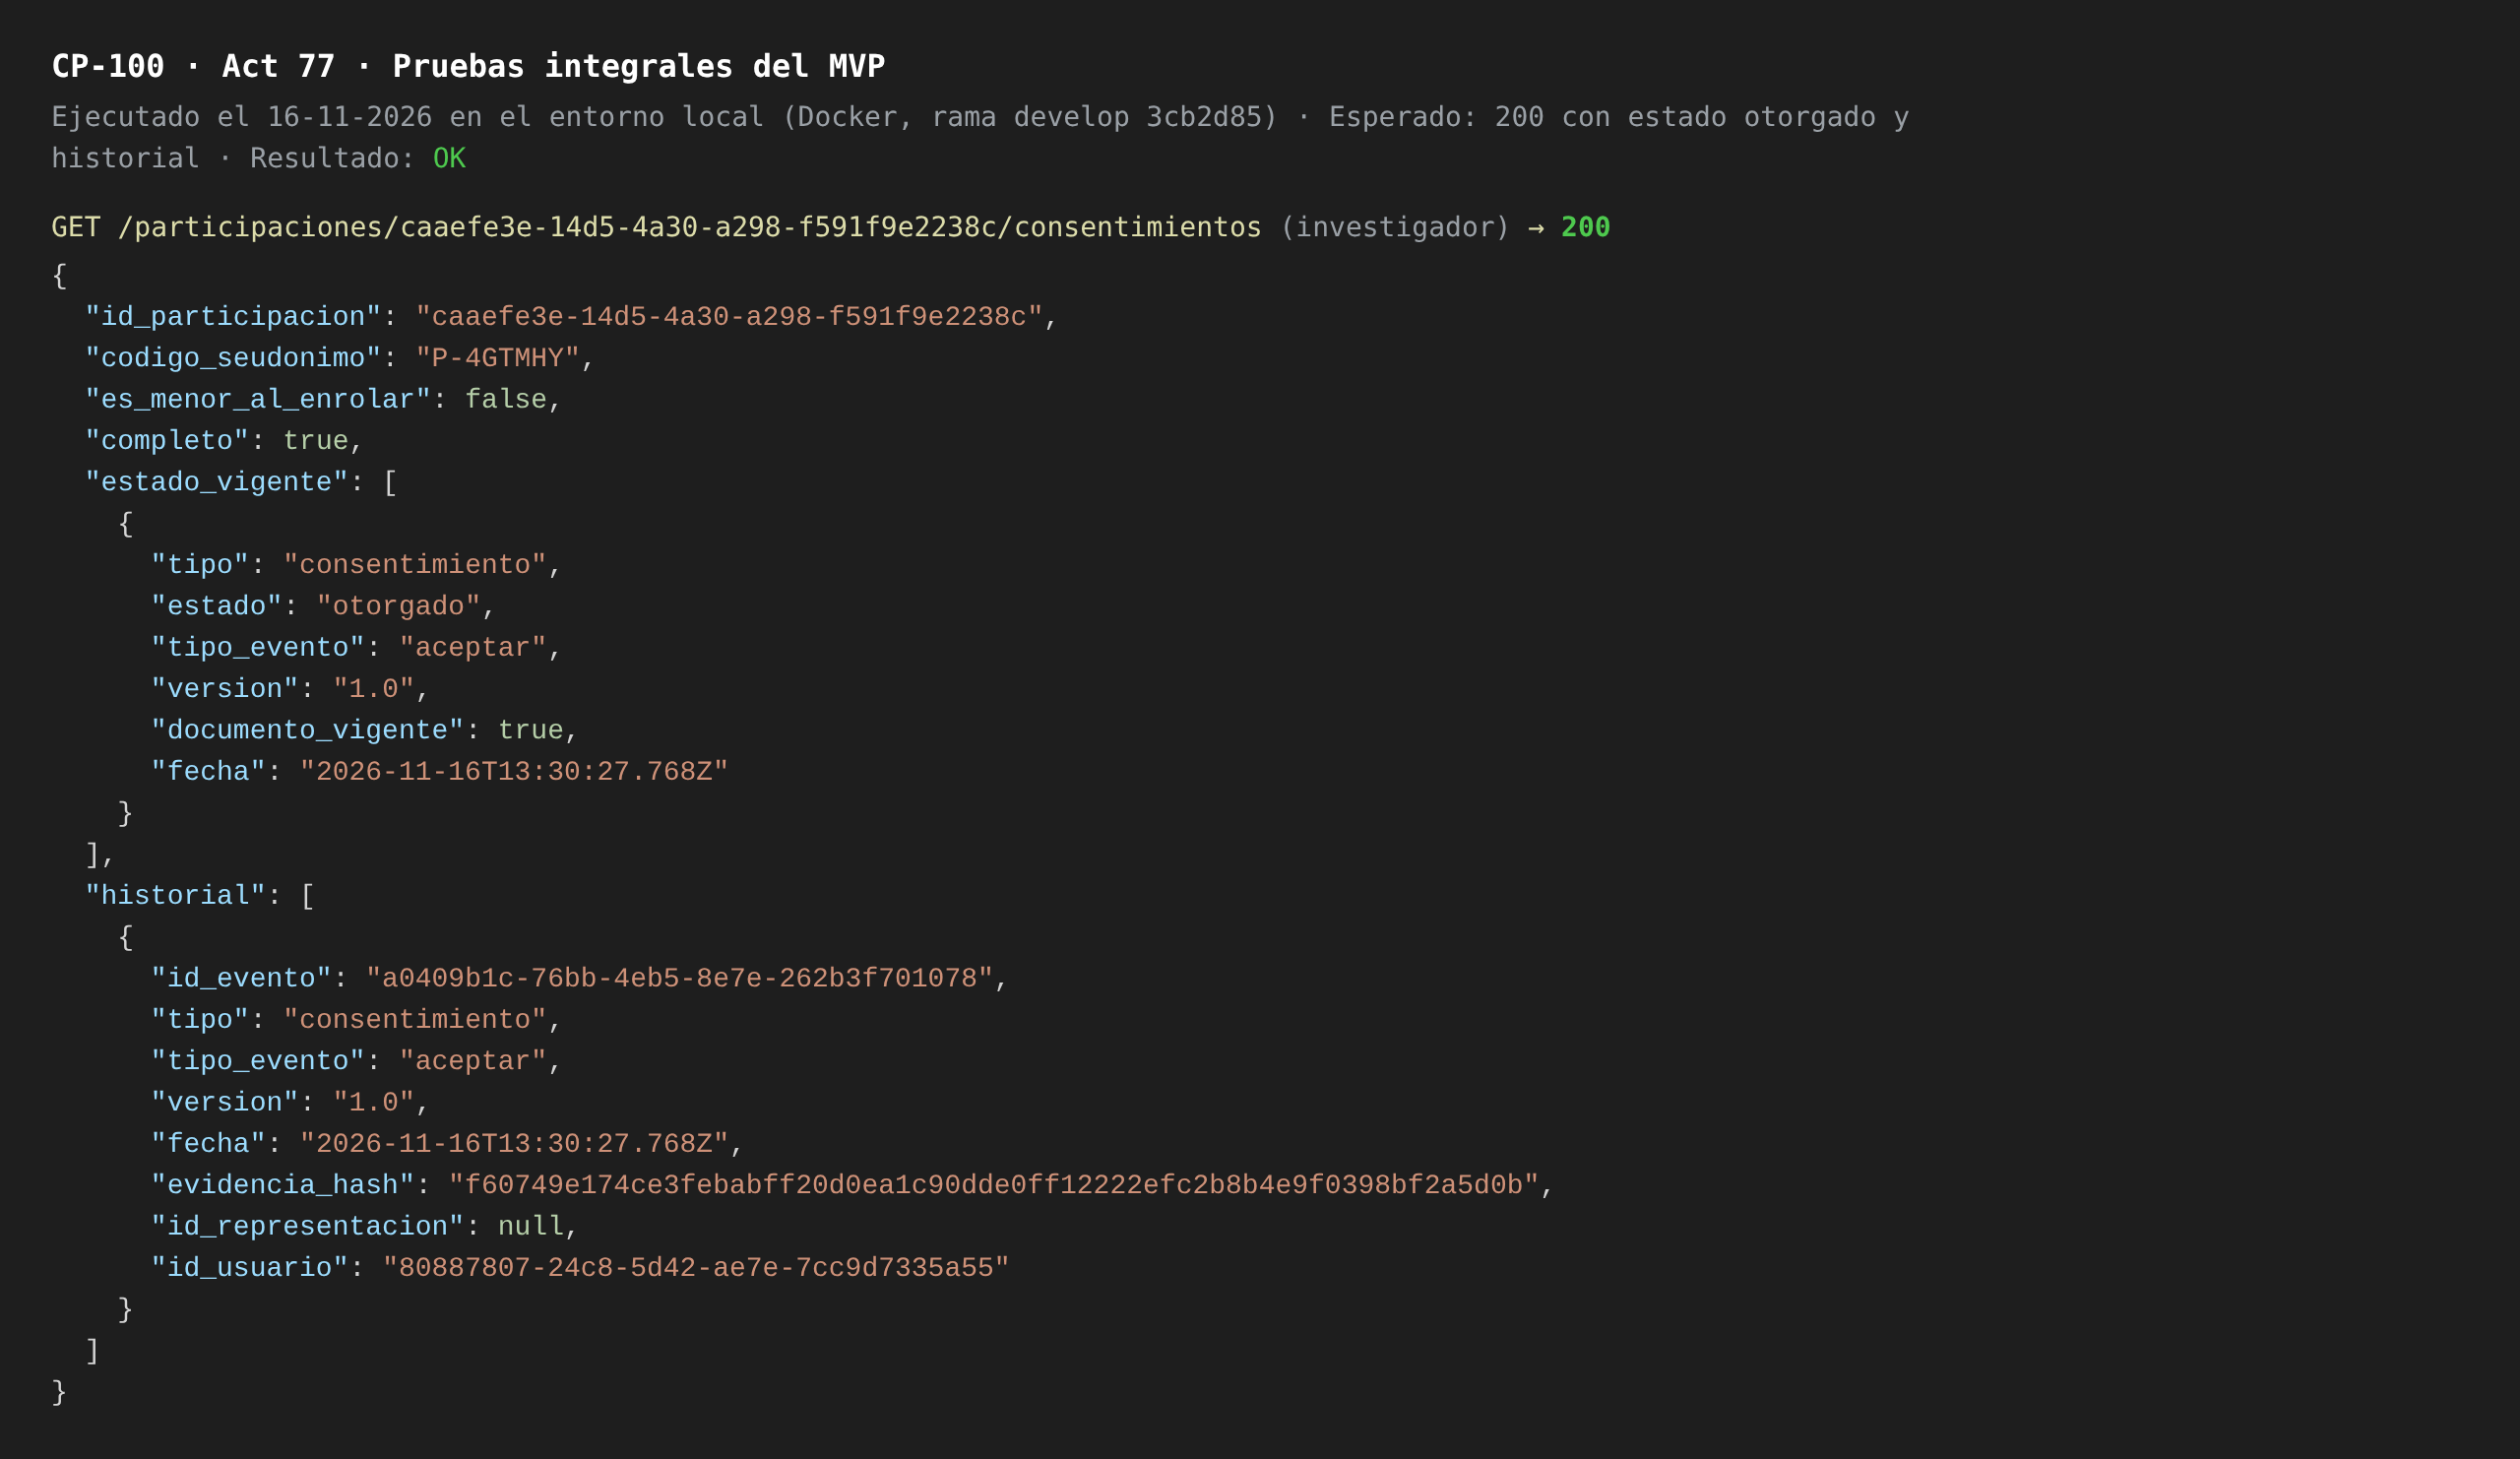 CP-100 · Act 77 · Pruebas integrales del MVP
Ejecutado el 16-11-2026 en el entorno local (Docker, rama develop 3cb2d85) · Esperado: 200 con estado otorgado y
historial · Resultado: OK
GET /participaciones/caaefe3e-14d5-4a30-a298-f591f9e2238c/consentimientos (investigador) → 200
{
  "id_participacion": "caaefe3e-14d5-4a30-a298-f591f9e2238c",
  "codigo_seudonimo": "P-4GTMHY",
  "es_menor_al_enrolar": false,
  "completo": true,
  "estado_vigente": [
    {
      "tipo": "consentimiento",
      "estado": "otorgado",
      "tipo_evento": "aceptar",
      "version": "1.0",
      "documento_vigente": true,
      "fecha": "2026-11-16T13:30:27.768Z"
    }
  ],
  "historial": [
    {
      "id_evento": "a0409b1c-76bb-4eb5-8e7e-262b3f701078",
      "tipo": "consentimiento",
      "tipo_evento": "aceptar",
      "version": "1.0",
      "fecha": "2026-11-16T13:30:27.768Z",
      "evidencia_hash": "f60749e174ce3febabff20d0ea1c90dde0ff12222efc2b8b4e9f0398bf2a5d0b",
      "id_representacion": null,
      "id_usuario": "80887807-24c8-5d42-ae7e-7cc9d7335a55"
    }
  ]
}